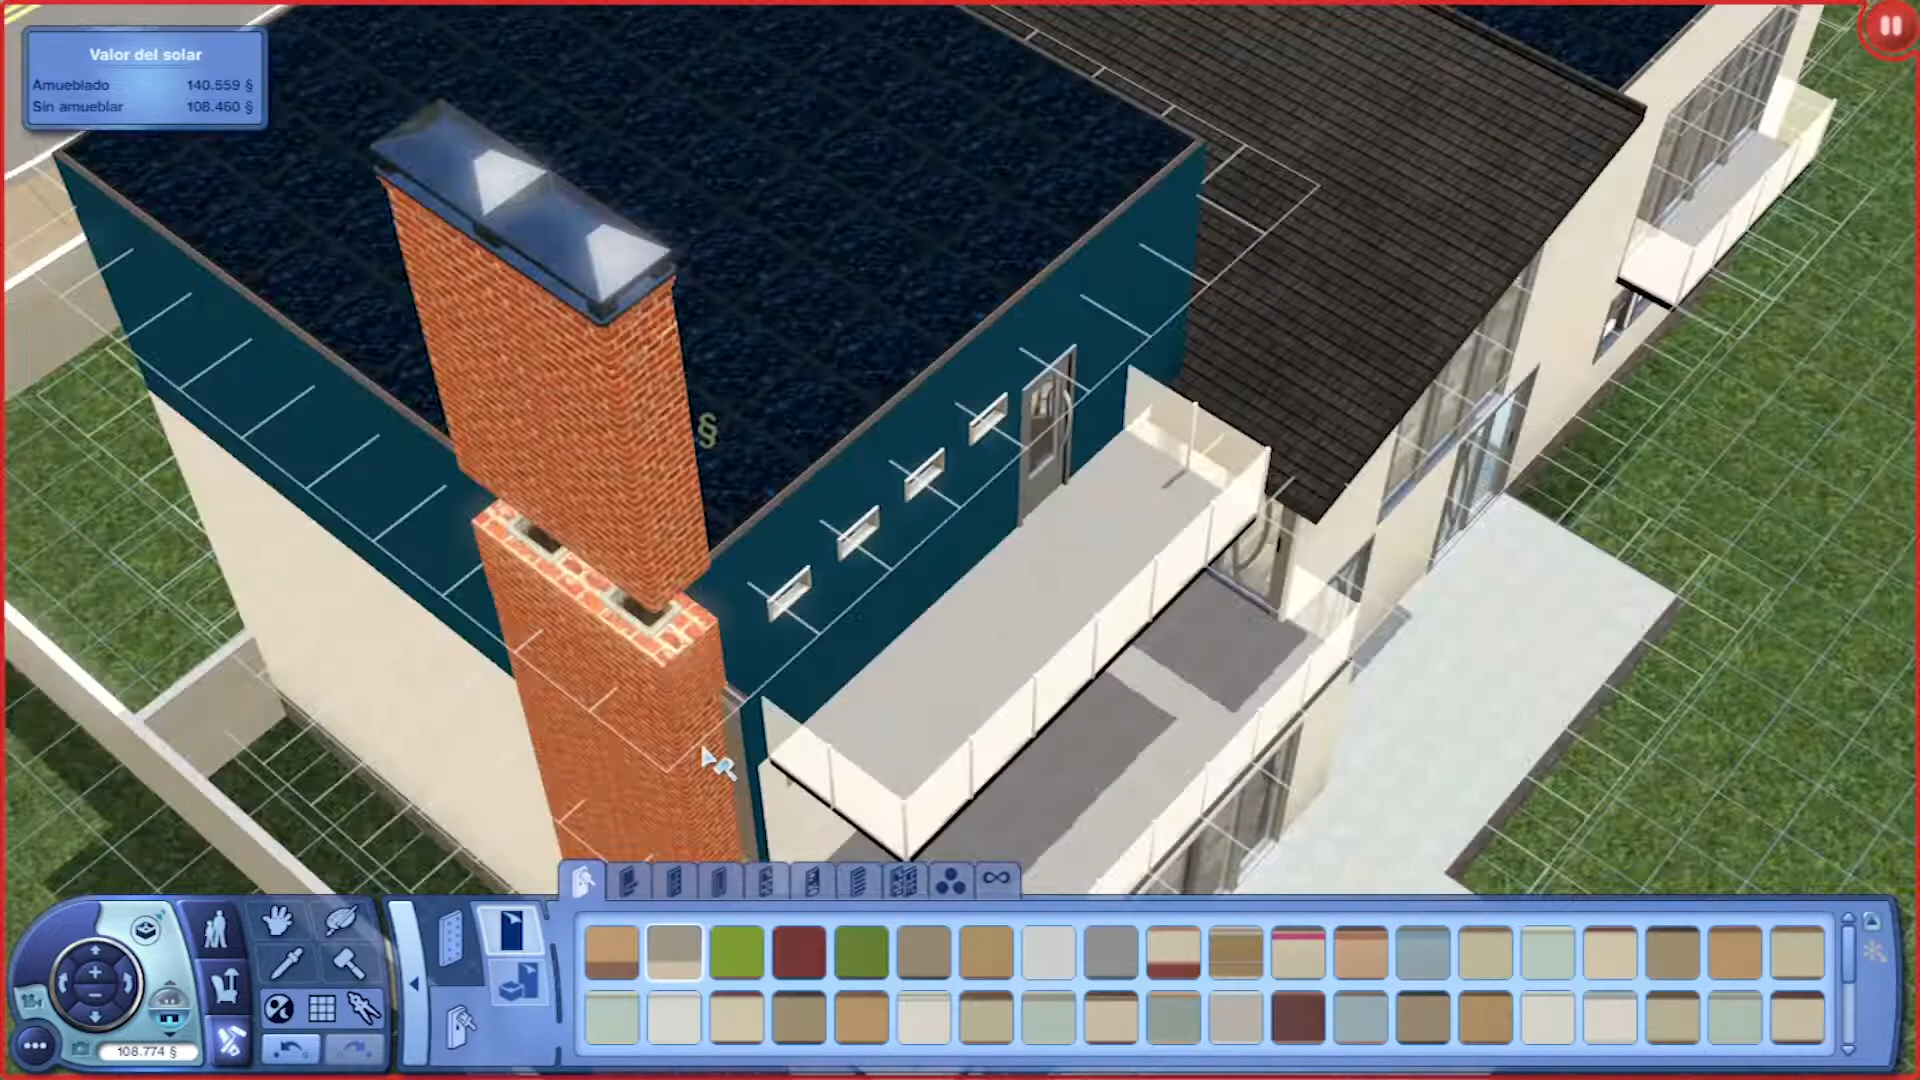 Valor del solar
Amueblado 140.559 §
Sin amueblar 108.460 §
§
108.774 §